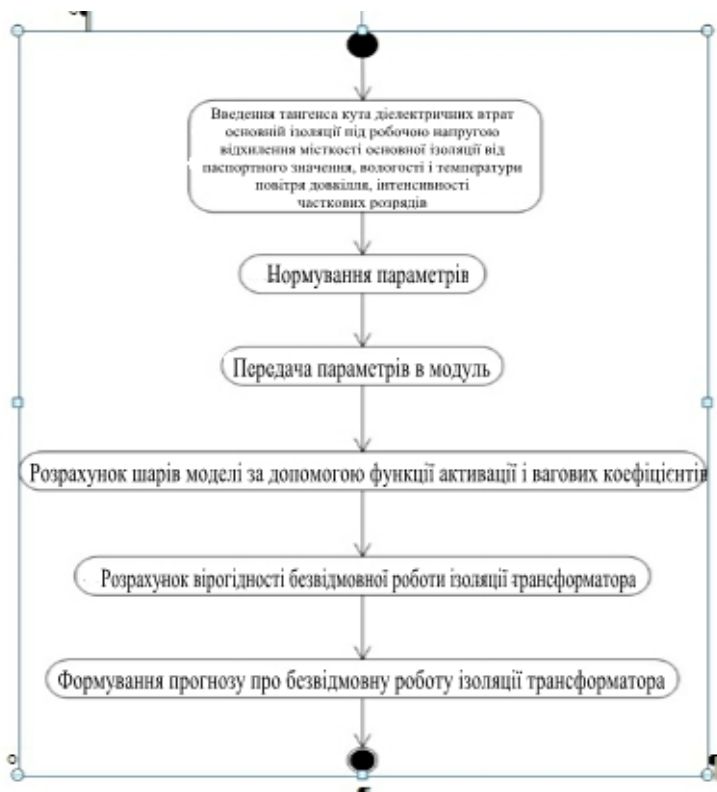 Введення тангенса кута діелектричних втрат
основній ізоляції під робочою напругою
відхилення місткості основної ізоляції від
паспортного значення, вологості і температури
повітря довкілля, інтенсивності
часткових розрядів
Нормування параметрів
Передача параметрів в модуль
Розрахунок шарів моделі за допомогою функції активації і вагових коефіцієнтів
Розрахунок вірогідності безвідмовної роботи ізоляції трансформатора
Формування прогнозу про безвідмовну роботу ізоляції трансформатора